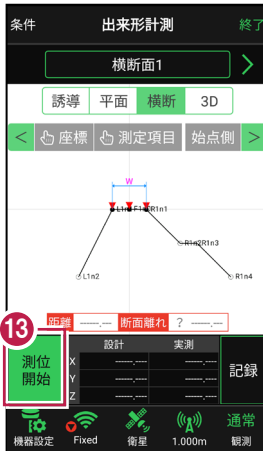 条件 出来形計測 終了
横断面1 >
誘導 平面 横断 3D
< 座標 測定項目 始点側 >
W
L1n1 F1n1 R1n1
R1n2 R1n3
L1n2 R1n4
距離 ----.--- 断面離れ ? ----.---
13
設計 実測
測位開始 X ----.--- ----.--- 記録
Y ----.--- ----.---
Z ----.--- ----.---
機器設定 Fixed 衛星 1.000m 通常観測